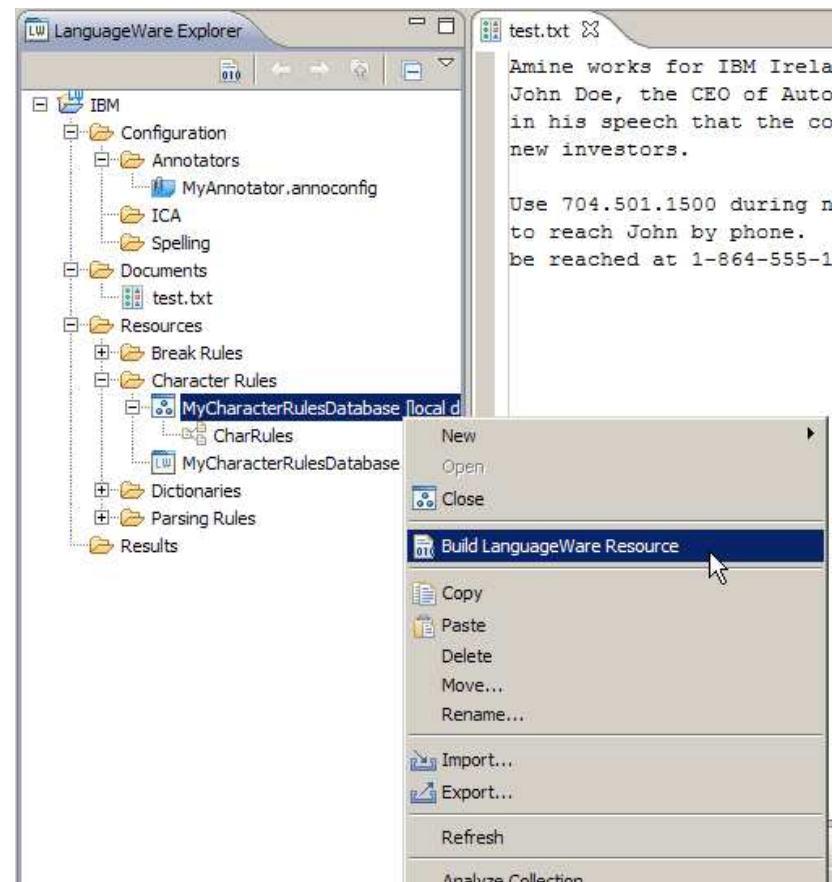 LanguageWare Explorer
IBM
Configuration
Annotators
MyAnnotator.annoconfig
ICA
Spelling
Documents
test.txt
Resources
Break Rules
Character Rules
MyCharacterRulesDatabase [local d
CharRules
MyCharacterRulesDatabase
Dictionaries
Parsing Rules
Results
test.txt
Amine works for IBM Irela
John Doe, the CEO of Auto
in his speech that the co
new investors.
Use 704.501.1500 during n
to reach John by phone.
be reached at 1-864-555-1
New
Open
Close
Build LanguageWare Resource
Copy
Paste
Delete
Move...
Rename...
Import...
Export...
Refresh
Analyze Collection